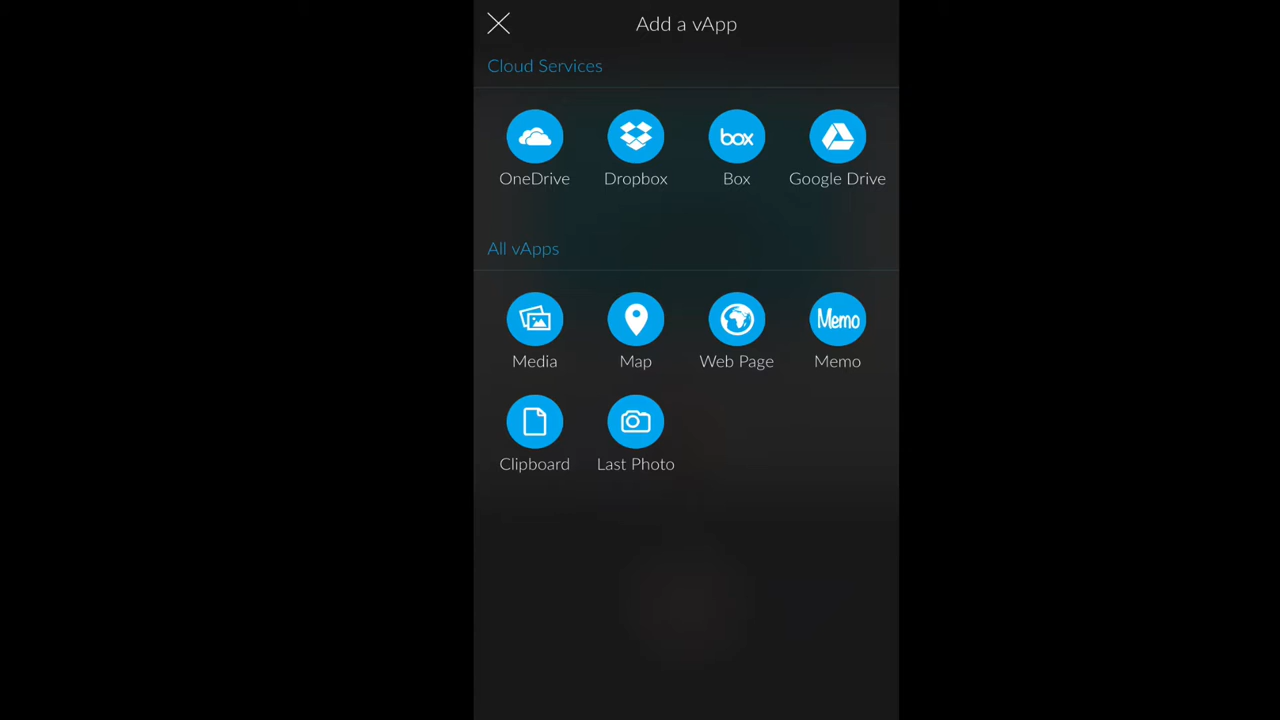 Add a vApp
Cloud Services
box
OneDrive Dropbox Box Google Drive
All vApps
Memo
Media Map Web Page Memo
Clipboard Last Photo